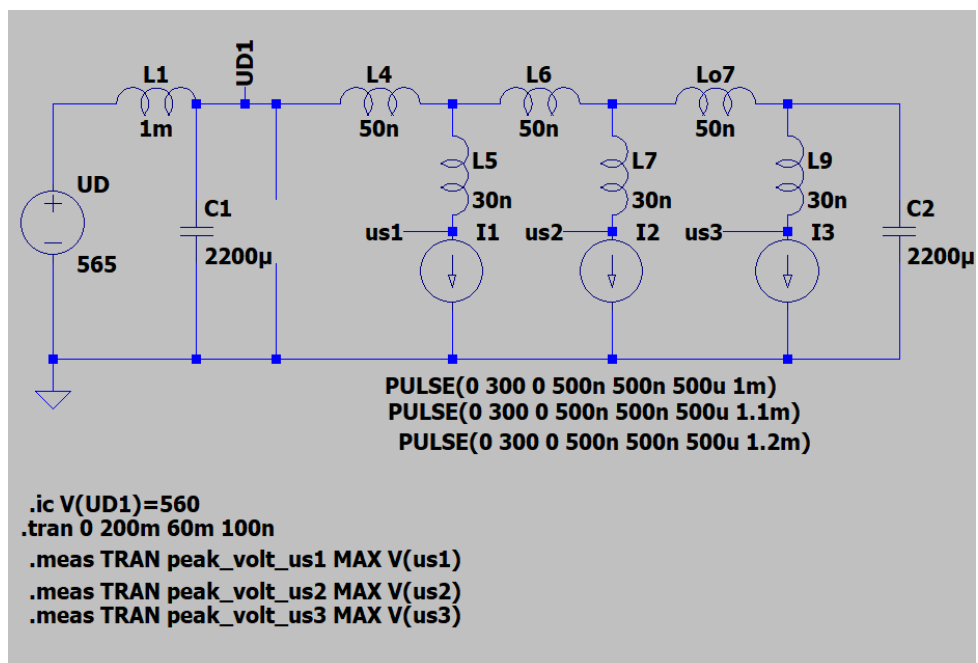 UD1
L1
L4
L6
Lo7
1m
50n
50n
50n
L5
L7
L9
UD
30n
30n
30n
C1
C2
us1
I1
us2
I2
us3
I3
565
2200µ
2200µ
PULSE(0 300 0 500n 500n 500u 1m)
PULSE(0 300 0 500n 500n 500u 1.1m)
PULSE(0 300 0 500n 500n 500u 1.2m)
.ic V(UD1)=560
.tran 0 200m 60m 100n
.meas TRAN peak_volt_us1 MAX V(us1)
.meas TRAN peak_volt_us2 MAX V(us2)
.meas TRAN peak_volt_us3 MAX V(us3)